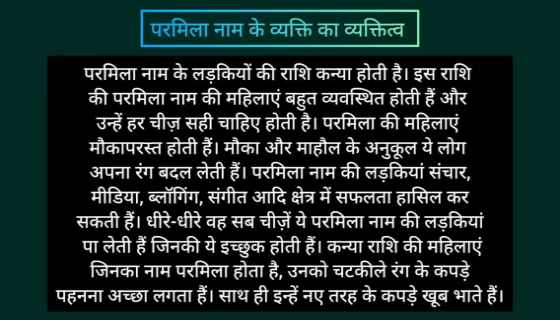 परमिला नाम के व्यक्ति का व्यक्तित्व
परमिला नाम के लड़कियों की राशि कन्या होती है। इस राशि
की परमिला नाम की महिलाएं बहुत व्यवस्थित होती हैं और
उन्हें हर चीज़ सही चाहिए होती है। परमिला की महिलाएं
मौकापरस्त होती हैं। मौका और माहौल के अनुकूल ये लोग
अपना रंग बदल लेती हैं। परमिला नाम की लड़कियां संचार,
मीडिया, ब्लॉगिंग, संगीत आदि क्षेत्र में सफलता हासिल कर
सकती हैं। धीरे-धीरे वह सब चीज़ें ये परमिला नाम की लड़कियां
पा लेती हैं जिनकी ये इच्छुक होती हैं। कन्या राशि की महिलाएं
जिनका नाम परमिला होता है, उनको चटकीले रंग के कपड़े
पहनना अच्छा लगता हैं। साथ ही इन्हें नए तरह के कपड़े खूब भाते हैं।